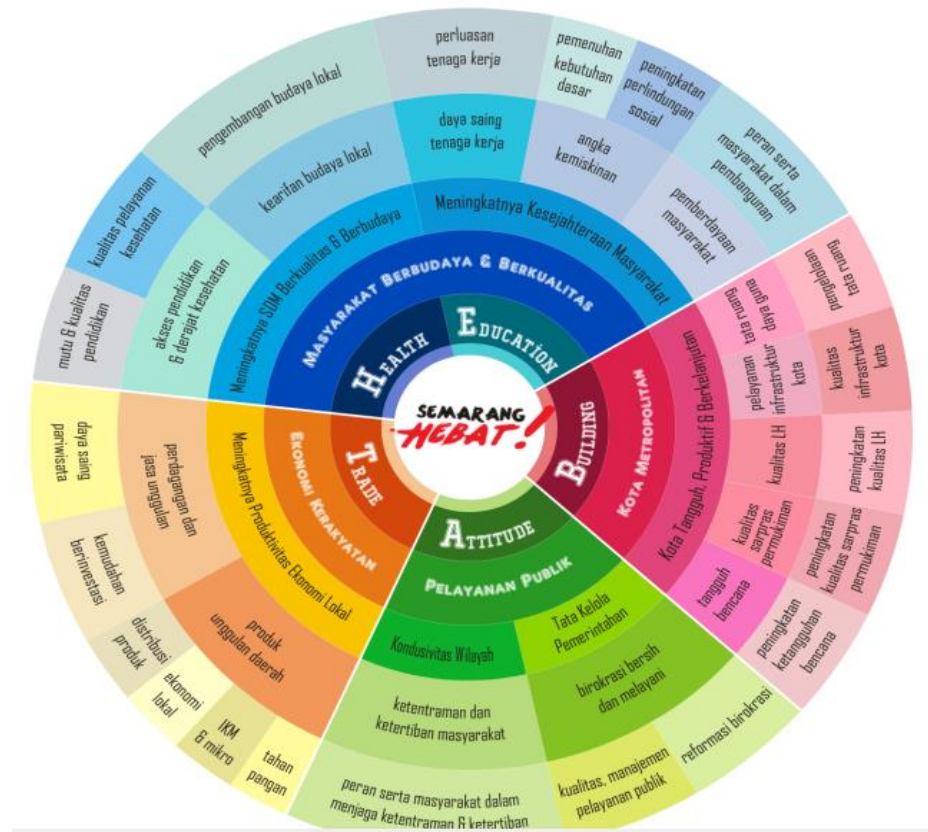 SEMARANG
HEBAT!
HEALTH
EDUCATION
BUILDING
ATTITUDE
TRADE
MASYARAKAT BERBUDAYA & BERKUALITAS
KOTA METROPOLITAN
PELAYANAN PUBLIK
EKONOMI KERAKYATAN
Meningkatnya SDM Berkualitas & Berbudaya
Meningkatnya Kesejahteraan Masyarakat
Kota Tangguh, Produktif & Berkelanjutan
Tata Kelola
Pemerintahan
Kondusivitas Wilayah
Meningkatnya Produktivitas Ekonomi Lokal
akses pendidikan
& derajat kesehatan
kearifan budaya lokal
daya saing
tenaga kerja
angka
kemiskinan
pemberdayaan
masyarakat
daya guna
tata ruang
pelayanan
infrastruktur
kota
kualitas LH
kualitas
sarpras
permukiman
tangguh
bencana
birokrasi bersih
dan melayani
ketentraman dan
ketertiban masyarakat
produk
unggulan daerah
perdagangan dan
jasa unggulan
mutu & kualitas
pendidikan
kualitas pelayanan
kesehatan
pengembangan budaya lokal
perluasan
tenaga kerja
pemenuhan
kebutuhan
dasar
peningkatan
perlindungan
sosial
peran serta
masyarakat dalam
pembangunan
pengelolaan
tata ruang
kualitas
infrastruktur
kota
peningkatan
kualitas LH
peningkatan
kualitas sarpras
permukiman
peningkatan
ketangguhan
bencana
reformasi birokrasi
kualitas, manajemen
pelayanan publik
peran serta masyarakat dalam
menjaga ketentraman & ketertiban
tahan
pangan
IKM
& mikro
ekonomi
lokal
distribusi
produk
kemudahan
berinvestasi
daya saing
pariwisata